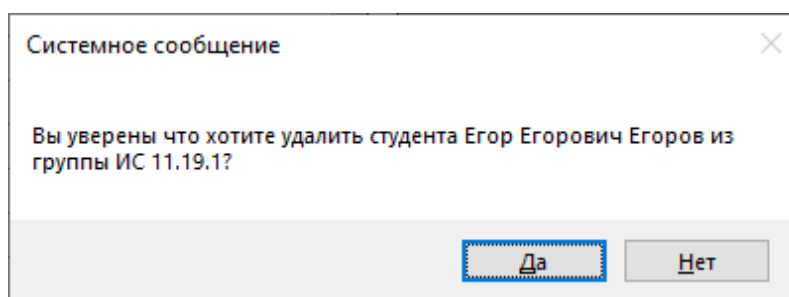 Системное сообщение
Вы уверены что хотите удалить студента Егор Егорович Егоров из
группы ИС 11.19.1?
Да
Нет